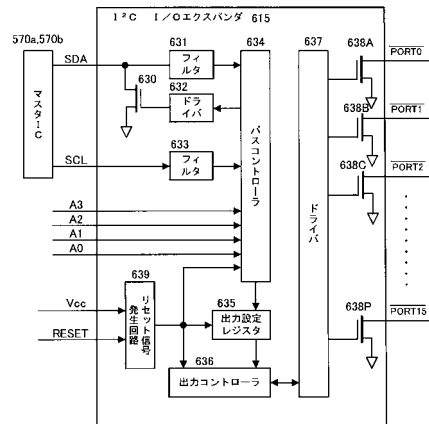 I²C I/Oエクスパンダ 615
570a,570b
マスタIC
SDA
SCL
630
631
フィルタ
632
ドライバ
633
フィルタ
634
バスコントローラ
637
ドライバ
638A
PORT0
638B
PORT1
638C
PORT2
638P
PORT15
A3
A2
A1
A0
639
Vcc
RESET
リセット信号
発生回路
635
出力設定
レジスタ
636
出力コントローラ